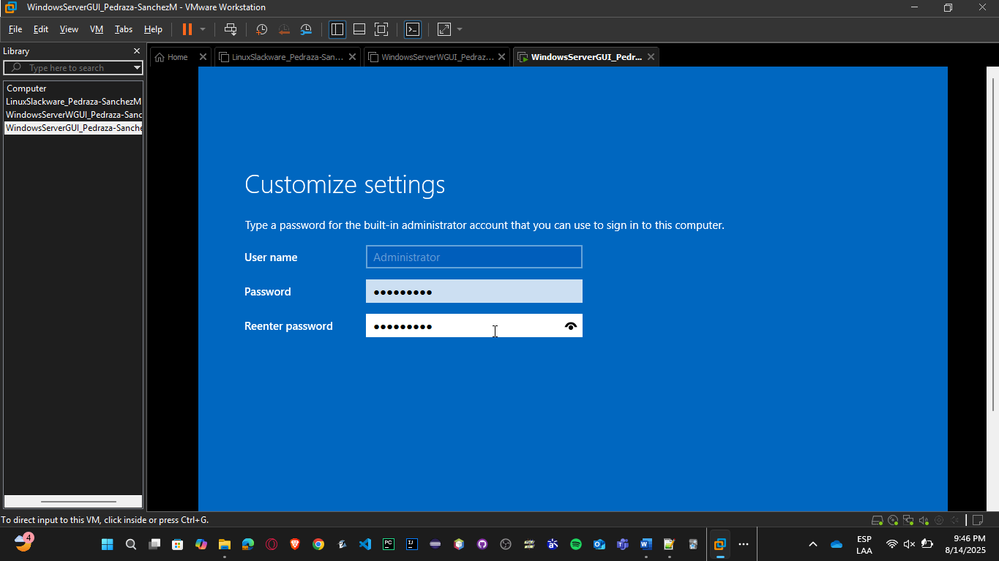 WindowsServerGUI_Pedraza-SanchezM - VMware Workstation
File Edit View VM Tabs Help
Library
Home LinuxSlackware_Pedraza-San... WindowsServerWGUI_Pedraz... WindowsServerGUI_Pedr...
Type here to search
Computer
LinuxSlackware_Pedraza-SanchezM
WindowsServerWGUI_Pedraza-Sanc
WindowsServerGUI_Pedraza-Sanche
Customize settings
Type a password for the built-in administrator account that you can use to sign in to this computer.
User name Administrator
Password •••••••••
Reenter password •••••••••
To direct input to this VM, click inside or press Ctrl+G.
4
PC
IJ
ESP
LAA
9:46 PM
8/14/2025